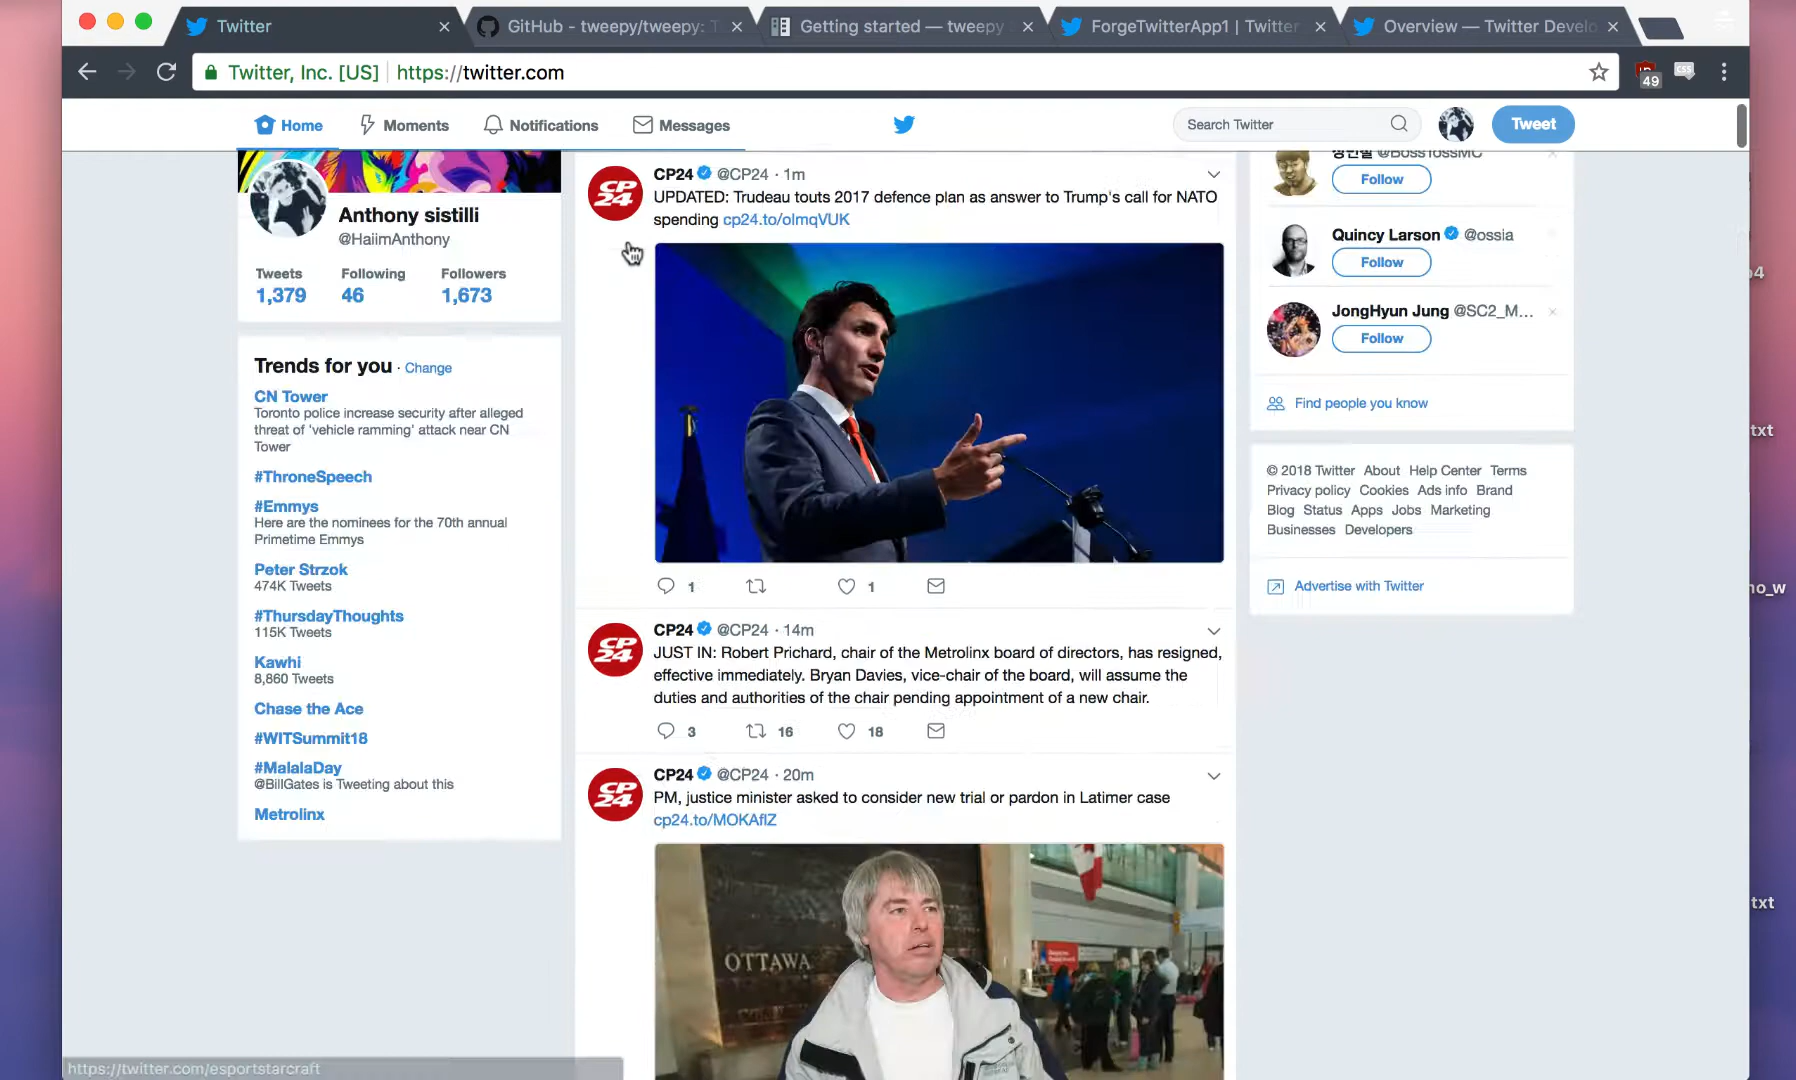 Twitter
GitHub - tweepy/tweepy: T
Getting started — tweepy
ForgeTwitterApp1 | Twitter
Overview — Twitter Develo
Twitter, Inc. [US]
https://twitter.com
49
CSS
Home
Moments
Notifications
Messages
Search Twitter
Tweet
Anthony sistilli
@HaiimAnthony
Tweets
Following
Followers
1,379
46
1,673
Trends for you · Change
CN Tower
Toronto police increase security after alleged
threat of 'vehicle ramming' attack near CN
Tower
#ThroneSpeech
#Emmys
Here are the nominees for the 70th annual
Primetime Emmys
Peter Strzok
474K Tweets
#ThursdayThoughts
115K Tweets
Kawhi
8,860 Tweets
Chase the Ace
#WITSummit18
#MalalaDay
@BillGates is Tweeting about this
Metrolinx
CP24 @CP24 · 1m
UPDATED: Trudeau touts 2017 defence plan as answer to Trump's call for NATO
spending cp24.to/olmqVUK
1
1
CP24 @CP24 · 14m
JUST IN: Robert Prichard, chair of the Metrolinx board of directors, has resigned,
effective immediately. Bryan Davies, vice-chair of the board, will assume the
duties and authorities of the chair pending appointment of a new chair.
3
16
18
CP24 @CP24 · 20m
PM, justice minister asked to consider new trial or pardon in Latimer case
cp24.to/MOKAflZ
OTTAWA
CP
24
CP
24
CP
24
@BossTossMC
Follow
Quincy Larson @ossia
Follow
JongHyun Jung @SC2_M...
Follow
Find people you know
© 2018 Twitter About Help Center Terms
Privacy policy Cookies Ads info Brand
Blog Status Apps Jobs Marketing
Businesses Developers
Advertise with Twitter
txt
no_w
txt
https://twitter.com/esportstarcraft